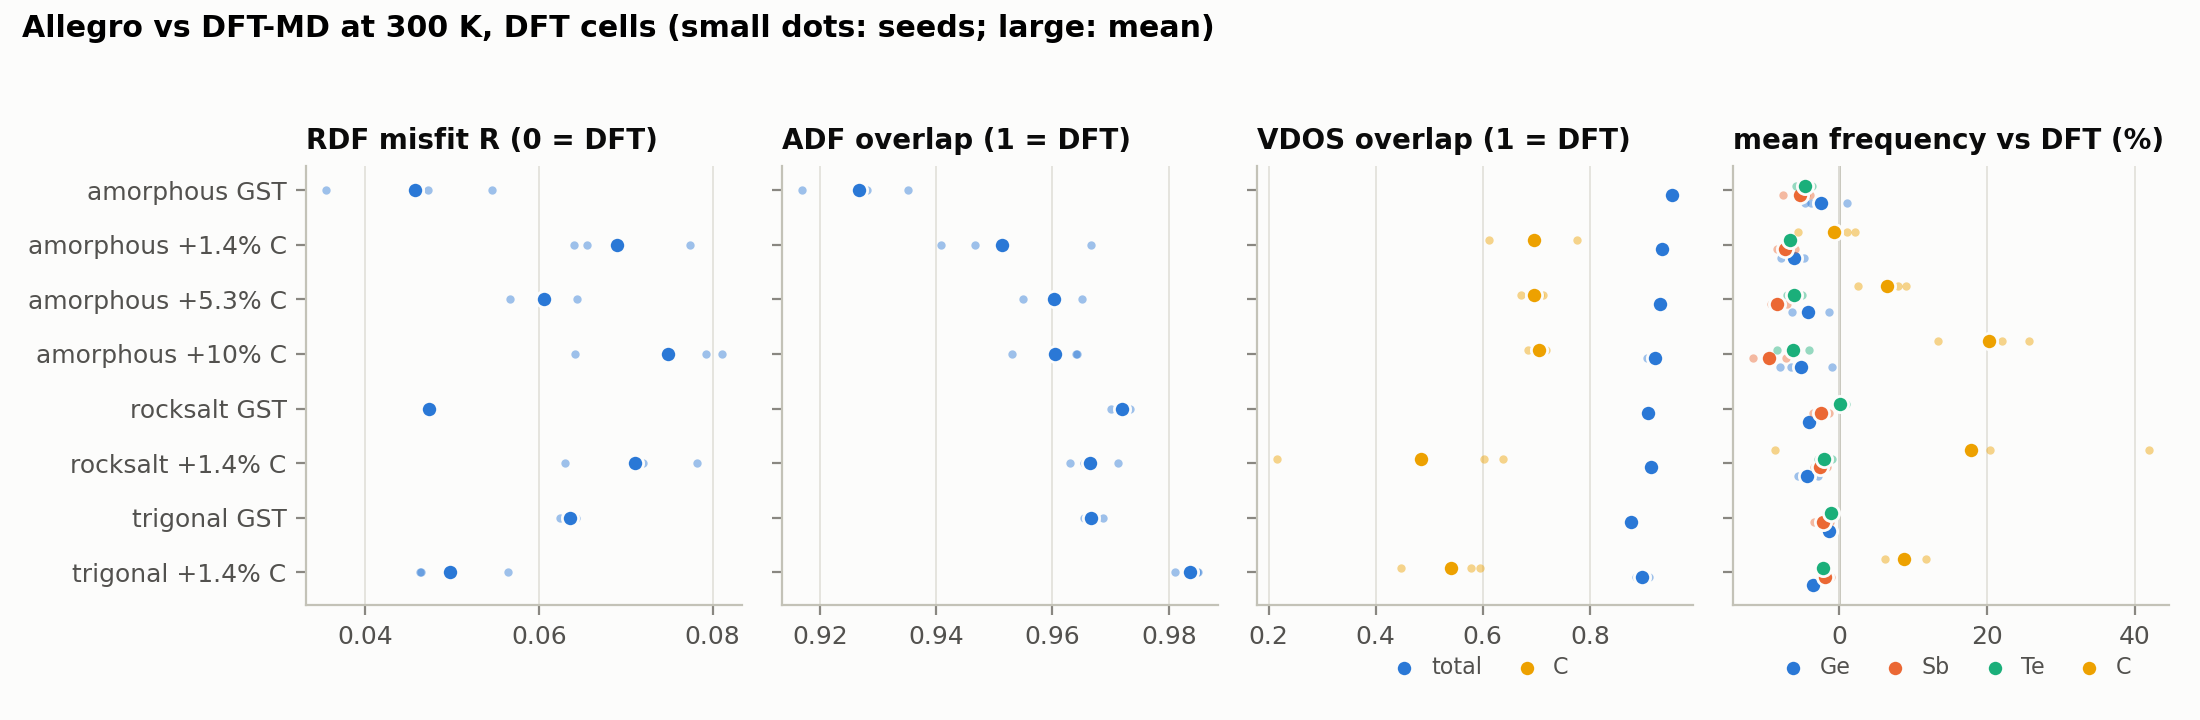 Allegro vs DFT-MD at 300 K, DFT cells (small dots: seeds; large: mean)
RDF misfit R (0 = DFT)
ADF overlap (1 = DFT)
VDOS overlap (1 = DFT)
mean frequency vs DFT (%)
amorphous GST
amorphous +1.4% C
amorphous +5.3% C
amorphous +10% C
rocksalt GST
rocksalt +1.4% C
trigonal GST
trigonal +1.4% C
0.04 0.06 0.08
0.92 0.94 0.96 0.98
0.2 0.4 0.6 0.8
0 20 40
total C
Ge Sb Te C